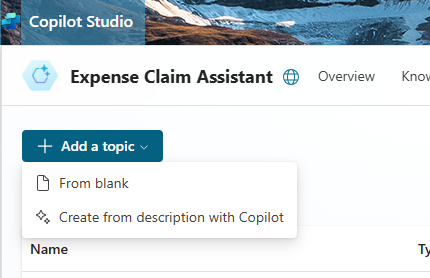 Copilot Studio
Expense Claim Assistant Overview
Add a topic
From blank
Create from description with Copilot
Name